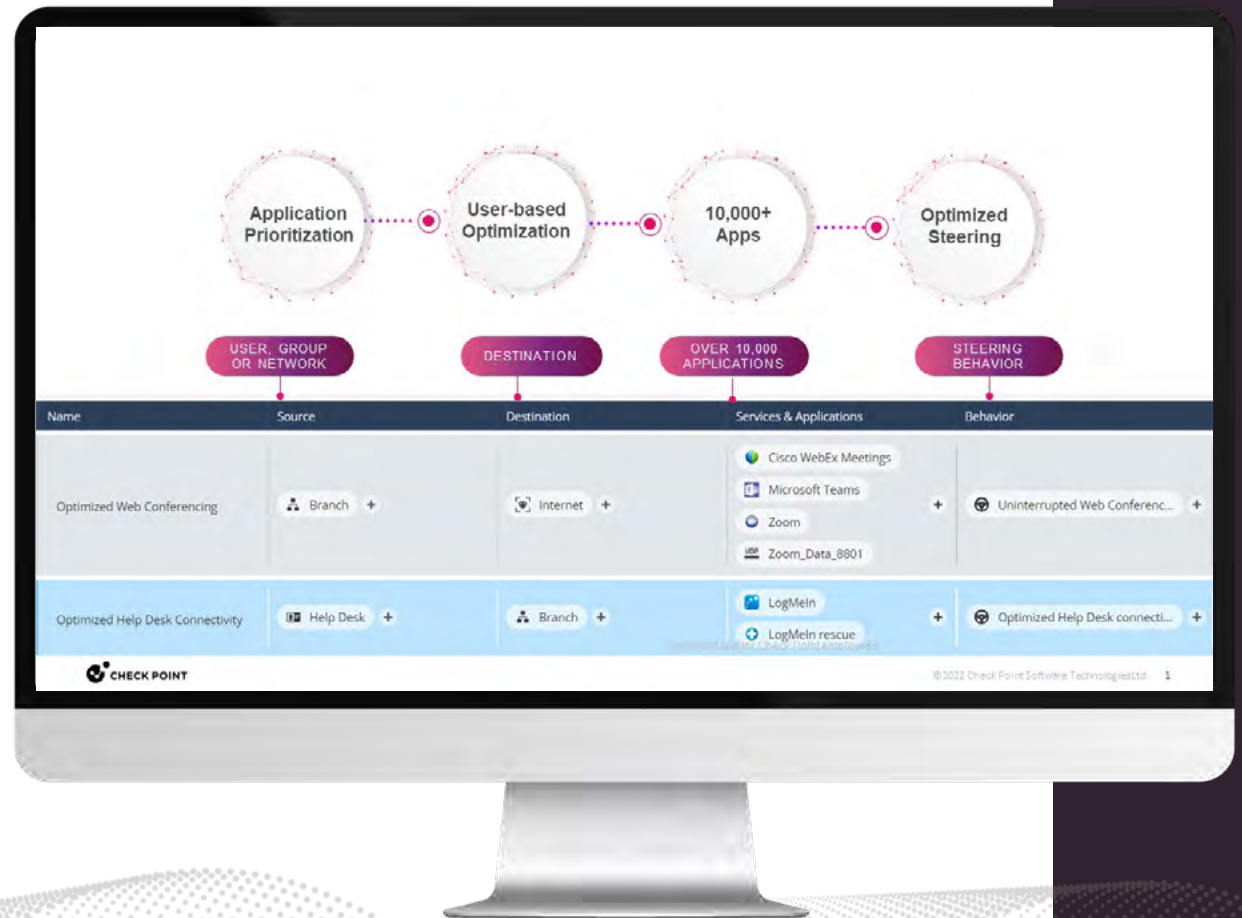 Application
Prioritization
User-based
Optimization
10,000+
Apps
Optimized
Steering
USER, GROUP
OR NETWORK
DESTINATION
OVER 10,000
APPLICATIONS
STEERING
BEHAVIOR
Name Source Destination Services & Applications Behavior
Optimized Web Conferencing
Branch +
Internet +
Cisco WebEx Meetings
Microsoft Teams
Zoom
UDP Zoom_Data_8801
+
Uninterrupted Web Conferenc... +
Optimized Help Desk Connectivity
Help Desk +
Branch +
LogMeIn
LogMeIn rescue
+
Optimized Help Desk connecti... +
CHECK POINT
©2022 Check Point Software Technologies Ltd. 1